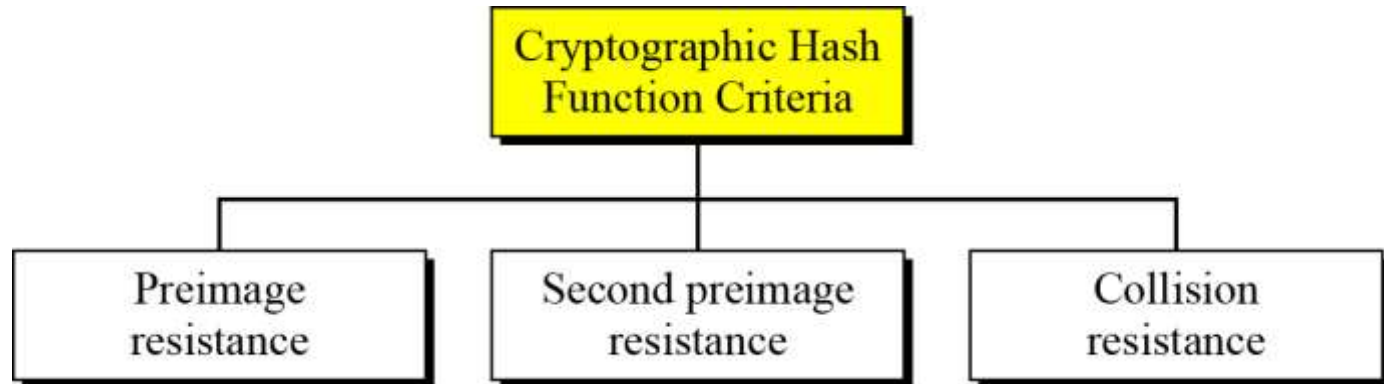 Cryptographic Hash
Function Criteria
Preimage
resistance
Second preimage
resistance
Collision
resistance